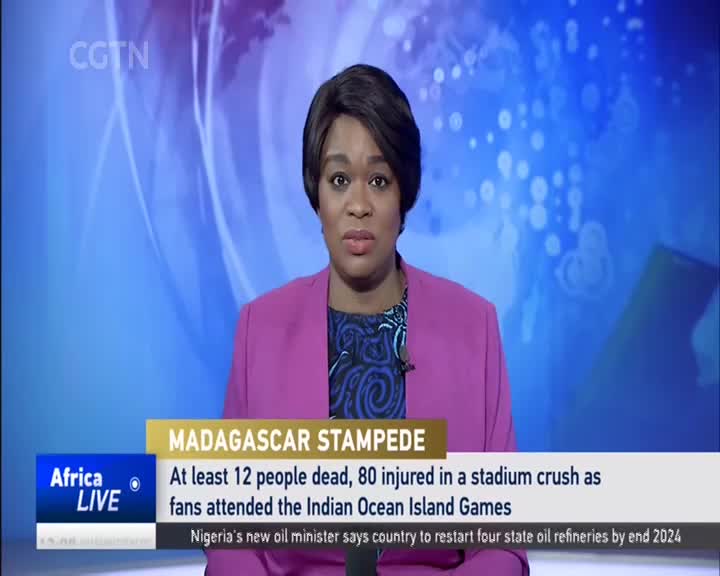 CGTN
MADAGASCAR STAMPEDE
Africa
LIVE
At least 12 people dead, 80 injured in a stadium crush as
fans attended the Indian Ocean Island Games
Nigeria's new oil minister says country to restart four state oil refineries by end 2024